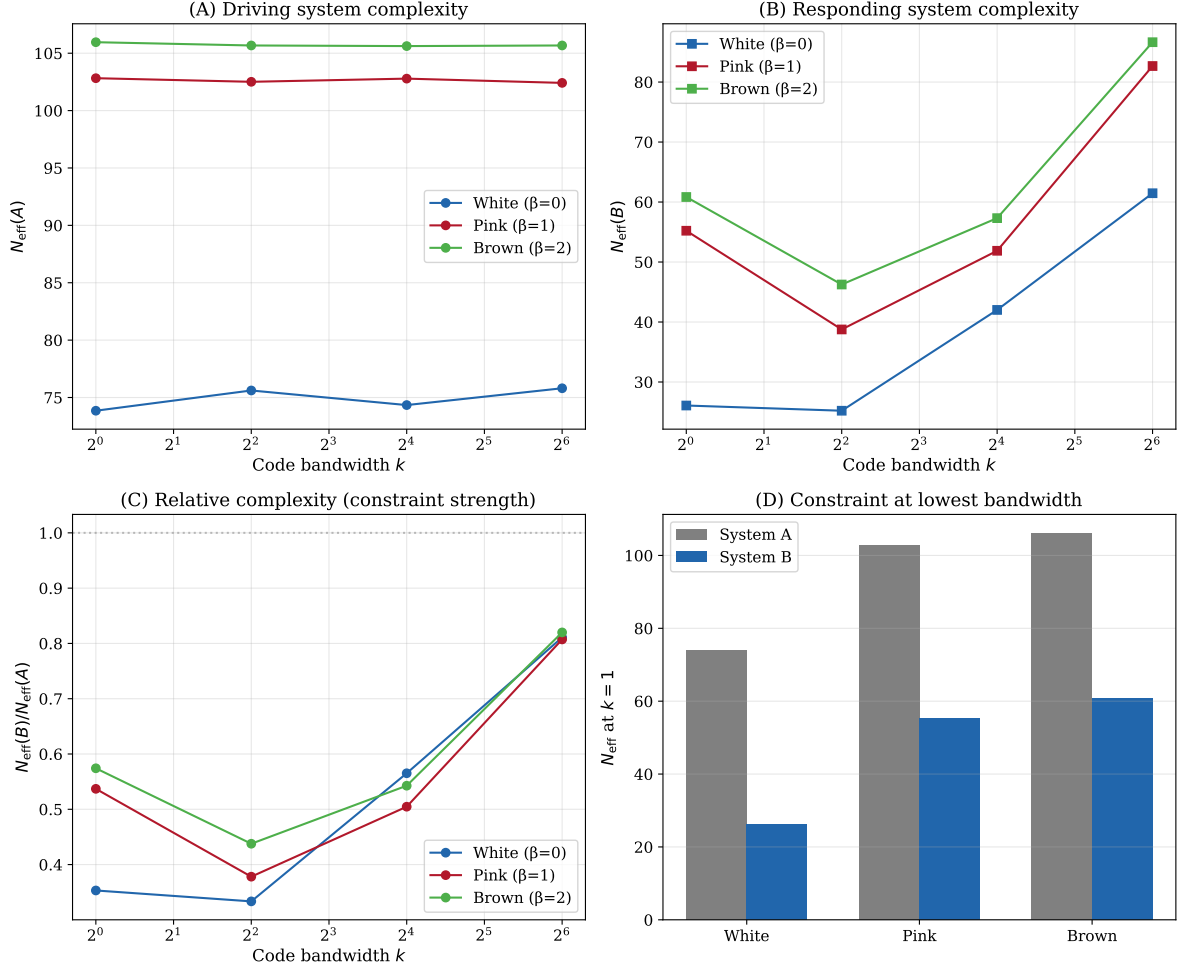 (A) Driving system complexity
105
100
95
90
85
80
75
N_eff(A)
White (β=0)
Pink (β=1)
Brown (β=2)
2^0 2^1 2^2 2^3 2^4 2^5 2^6
Code bandwidth k
(B) Responding system complexity
White (β=0)
Pink (β=1)
Brown (β=2)
80
70
60
50
40
30
N_eff(B)
2^0 2^1 2^2 2^3 2^4 2^5 2^6
Code bandwidth k
(C) Relative complexity (constraint strength)
1.0
0.9
0.8
0.7
0.6
0.5
0.4
N_eff(B)/N_eff(A)
White (β=0)
Pink (β=1)
Brown (β=2)
2^0 2^1 2^2 2^3 2^4 2^5 2^6
Code bandwidth k
(D) Constraint at lowest bandwidth
System A
System B
100
80
60
40
20
0
N_eff at k = 1
White Pink Brown